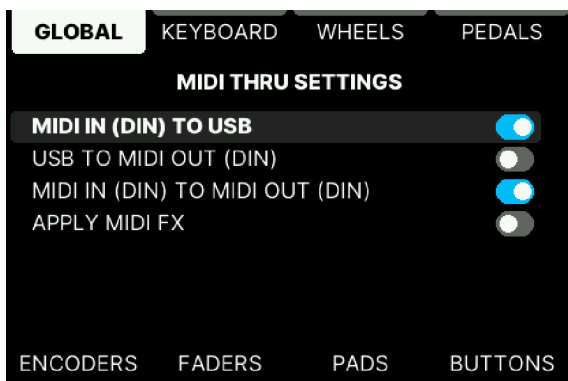 GLOBAL KEYBOARD WHEELS PEDALS
MIDI THRU SETTINGS
MIDI IN (DIN) TO USB
USB TO MIDI OUT (DIN)
MIDI IN (DIN) TO MIDI OUT (DIN)
APPLY MIDI FX
ENCODERS FADERS PADS BUTTONS